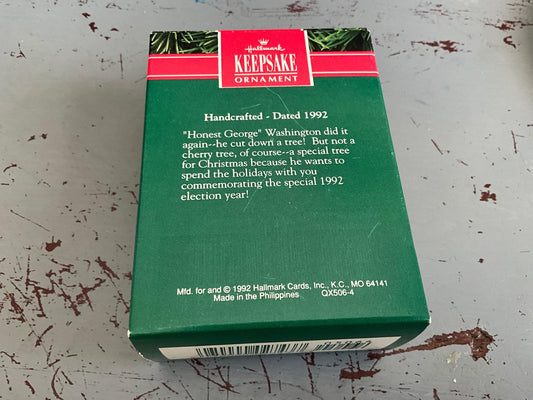 Hallmark
KEEPSAKE
ORNAMENT
Handcrafted - Dated 1992
"Honest George" Washington did it
again--he cut down a tree! But not a
cherry tree, of course--a special tree
for Christmas because he wants to
spend the holidays with you
commemorating the special 1992
election year!
Mfd. for and © 1992 Hallmark Cards, Inc., K.C., MO 64141
Made in the Philippines QX506-4